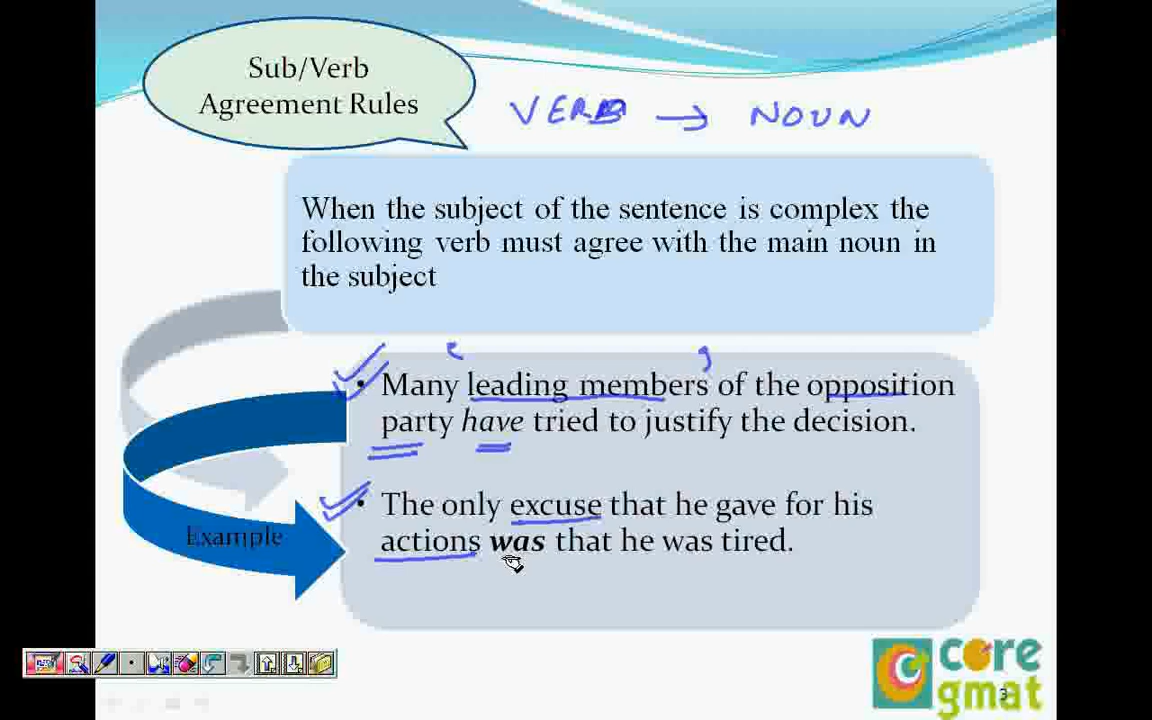 Sub/Verb
Agreement Rules
VERB → NOUN
When the subject of the sentence is complex the
following verb must agree with the main noun in
the subject
• Many leading members of the opposition
party have tried to justify the decision.
• The only excuse that he gave for his
actions was that he was tired.
Example
core
gmat
3